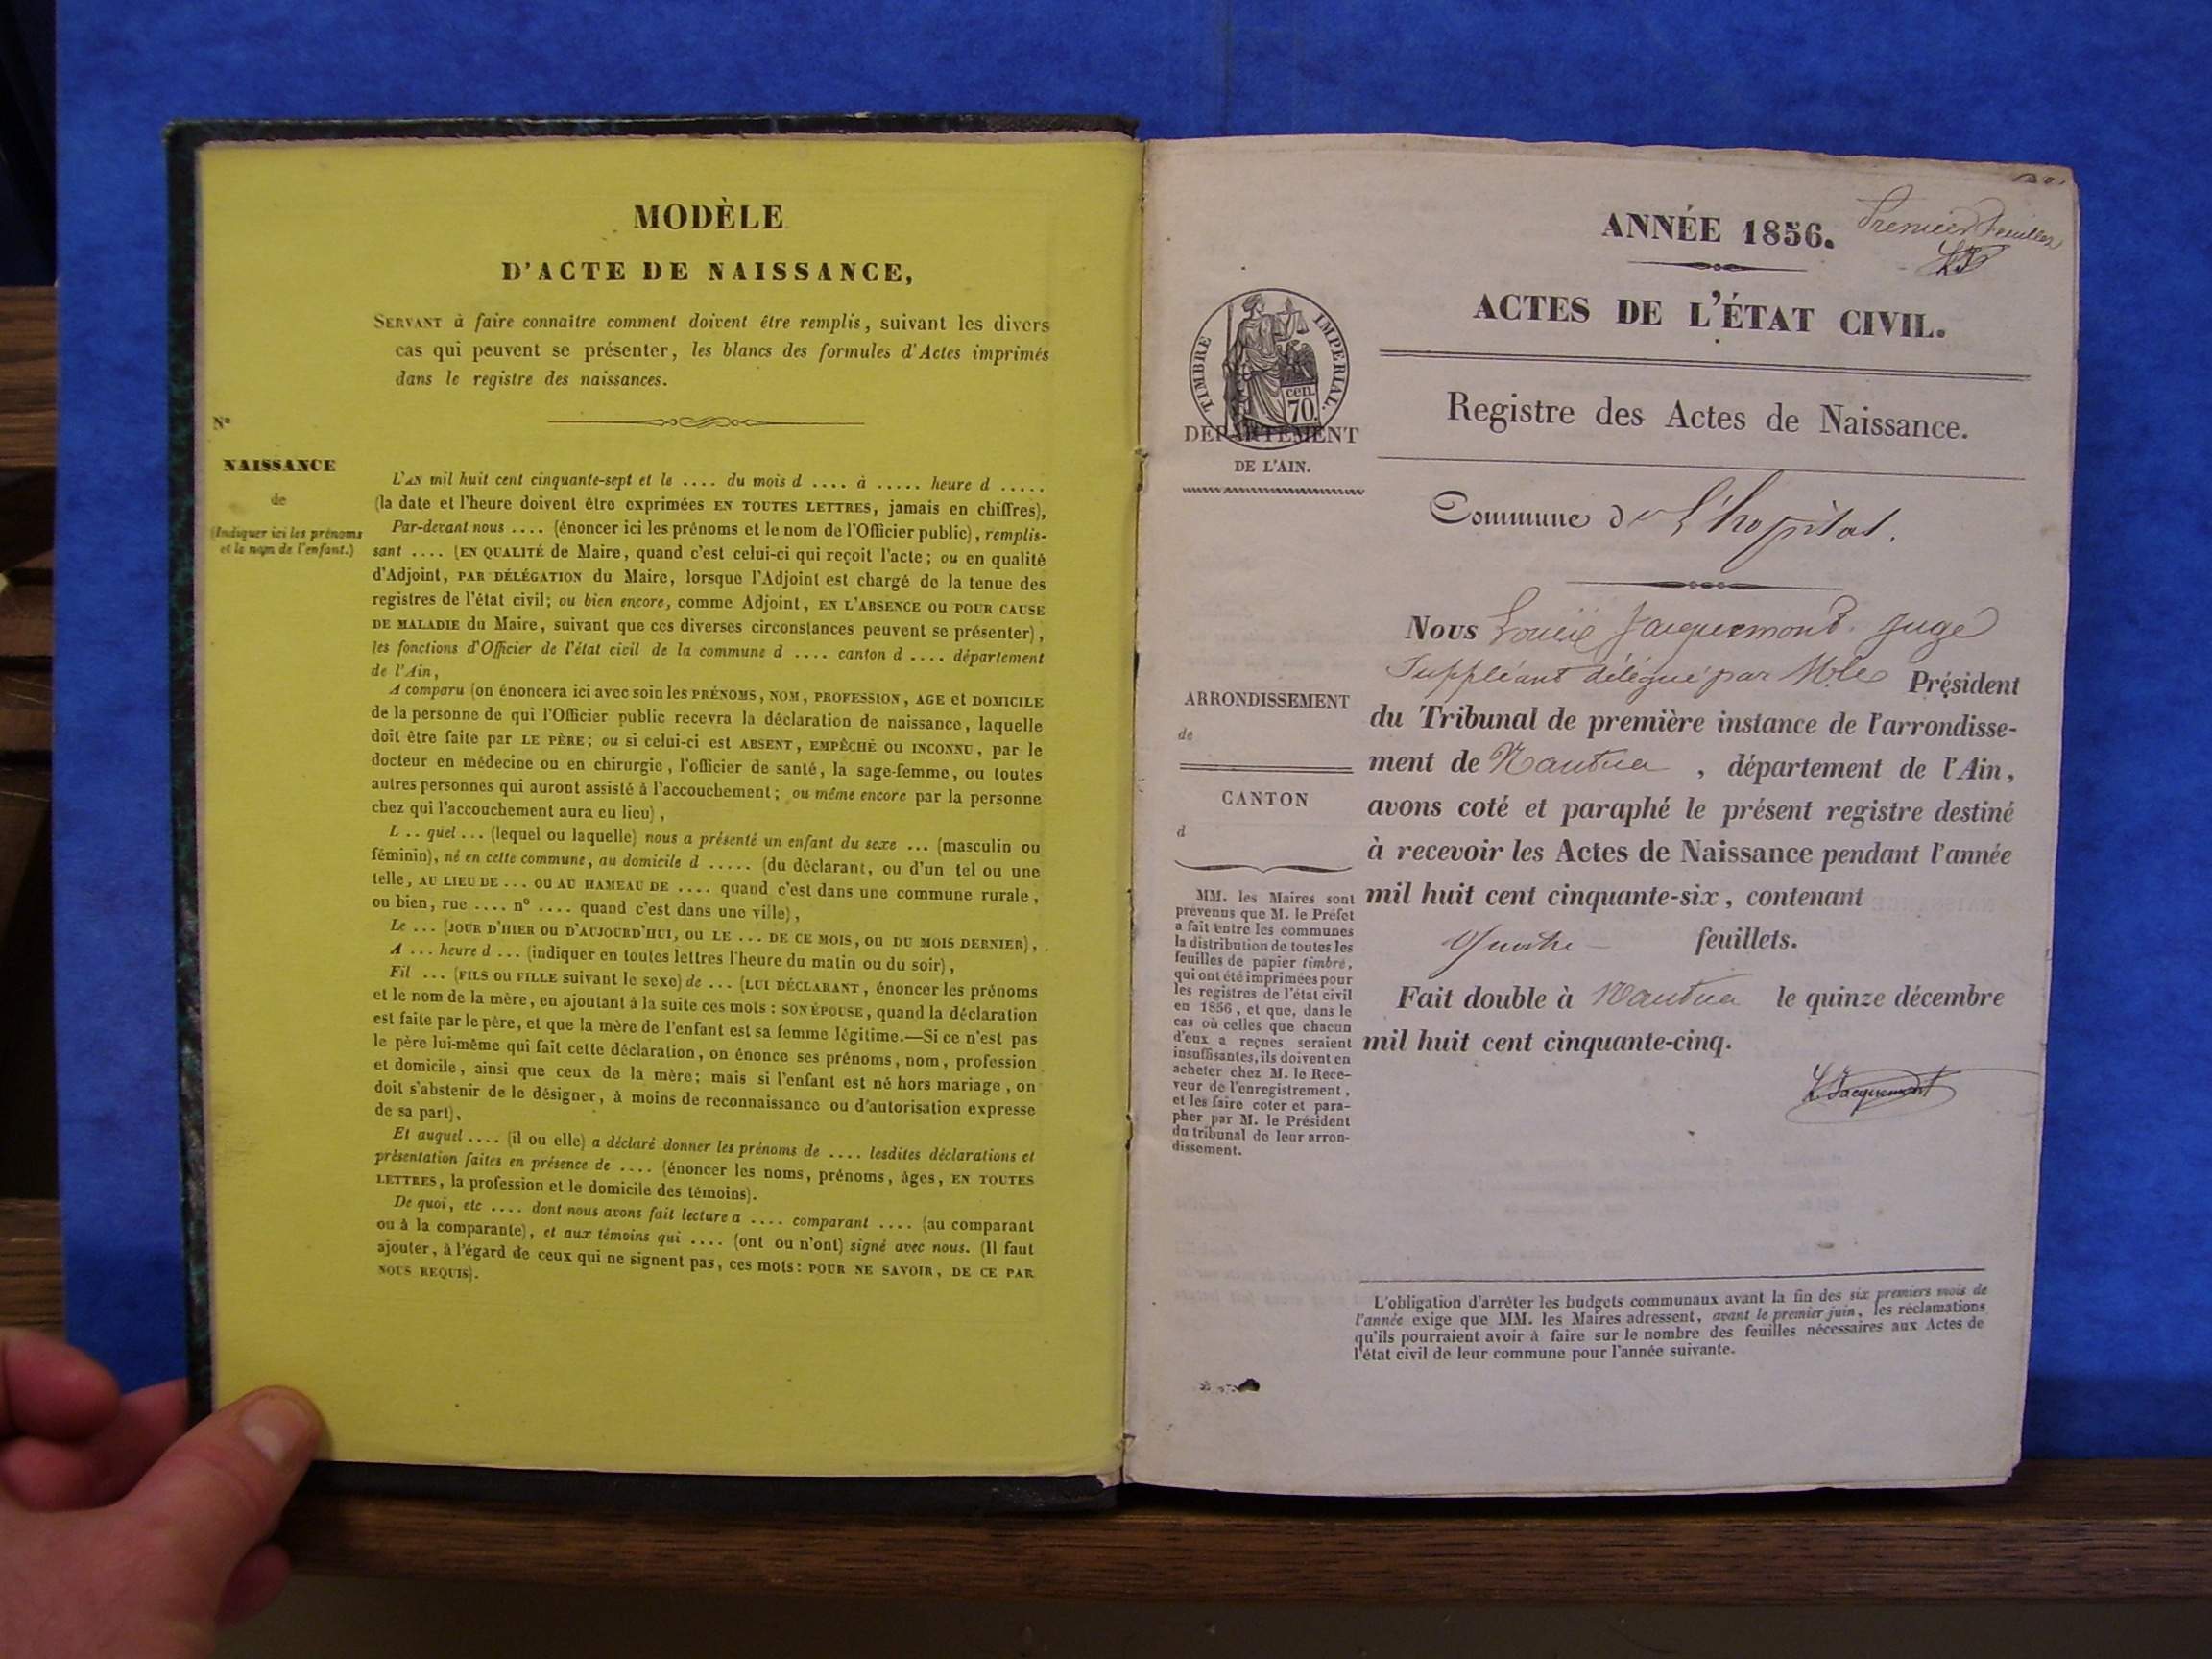 MODÈLE
D'ACTE DE NAISSANCE,
SERVANT à faire connaître comment doivent être remplis, suivant les divers
cas qui peuvent se présenter, les blancs des formules d'Actes imprimés
dans le registre des naissances.
N°
NAISSANCE
de
(Indiquer ici les prénoms
et le nom de l'enfant.)
L'AN mil huit cent cinquante-sept et le .... du mois d .... à ..... heure d .....
(la date et l'heure doivent être exprimées EN TOUTES LETTRES, jamais en chiffres),
Par-devant nous .... (énoncer ici les prénoms et le nom de l'Officier public), remplis-
sant .... (EN QUALITÉ de Maire, quand c'est celui-ci qui reçoit l'acte; ou en qualité
d'Adjoint, PAR DÉLÉGATION du Maire, lorsque l'Adjoint est chargé de la tenue des
registres de l'état civil; ou bien encore, comme Adjoint, EN L'ABSENCE OU POUR CAUSE
DE MALADIE du Maire, suivant que ces diverses circonstances peuvent se présenter),
les fonctions d'Officier de l'état civil de la commune d .... canton d .... département
de l'Ain,
A comparu (on énoncera ici avec soin les PRÉNOMS, NOM, PROFESSION, AGE et DOMICILE
de la personne de qui l'Officier public recevra la déclaration de naissance, laquelle
doit être faite par LE PÈRE; ou si celui-ci est ABSENT, EMPÊCHÉ OU INCONNU, par le
docteur en médecine ou en chirurgie, l'officier de santé, la sage-femme, ou toutes
autres personnes qui auront assisté à l'accouchement; ou même encore par la personne
chez qui l'accouchement aura eu lieu),
L .. quel ... (lequel ou laquelle) nous a présenté un enfant du sexe ... (masculin ou
féminin), né en cette commune, au domicile d ..... (du déclarant, ou d'un tel ou une
telle, AU LIEU DE ... OU AU HAMEAU DE .... quand c'est dans une commune rurale,
ou bien, rue .... n° .... quand c'est dans une ville),
Le ... (JOUR D'HIER OU D'AUJOURD'HUI, OU LE ... DE CE MOIS, OU DU MOIS DERNIER),
A ... heure d ... (indiquer en toutes lettres l'heure du matin ou du soir),
Fil ... (FILS OU FILLE suivant le sexe) de ... (LUI DÉCLARANT, énoncer les prénoms
et le nom de la mère, en ajoutant à la suite ces mots: SON ÉPOUSE, quand la déclaration
est faite par le père, et que la mère de l'enfant est sa femme légitime.—Si ce n'est pas
le père lui-même qui fait cette déclaration, on énonce ses prénoms, nom, profession
et domicile, ainsi que ceux de la mère; mais si l'enfant est né hors mariage, on
doit s'abstenir de le désigner, à moins de reconnaissance ou d'autorisation expresse
de sa part),
Et auquel .... (il ou elle) a déclaré donner les prénoms de .... lesdites déclarations et
présentation faites en présence de .... (énoncer les noms, prénoms, âges, EN TOUTES
LETTRES, la profession et le domicile des témoins).
De quoi, etc .... dont nous avons fait lecture a .... comparant .... (au comparant
ou à la comparante), et aux témoins qui .... (ont ou n'ont) signé avec nous. (Il faut
ajouter, à l'égard de ceux qui ne signent pas, ces mots: POUR NE SAVOIR, DE CE PAR
NOUS REQUIS).
ANNÉE 1856.
Premier Feuillet
ACTES DE L'ÉTAT CIVIL.
TIMBRE IMPERIAL.
cen.
70.
DÉPARTEMENT
DE L'AIN.
Registre des Actes de Naissance.
Commune de L'hopital.
Nous Louis Jacquemont Juge
Suppléant délégué par Mr le Président
du Tribunal de première instance de l'arrondisse-
ment de Nantua, département de l'Ain,
avons coté et paraphé le présent registre destiné
à recevoir les Actes de Naissance pendant l'année
mil huit cent cinquante-six, contenant
Quatre feuillets.
Fait double à Nantua le quinze décembre
mil huit cent cinquante-cinq.
L. Jacquemont
ARRONDISSEMENT
de
CANTON
d
MM. les Maires sont
prévenus que M. le Préfet
a fait entre les communes
la distribution de toutes les
feuilles de papier timbré,
qui ont été imprimées pour
les registres de l'état civil
en 1856, et que, dans le
cas où celles que chacun
d'eux a reçues seraient
insuffisantes, ils doivent en
acheter chez M. le Rece-
veur de l'enregistrement,
et les faire coter et para-
pher par M. le Président
du tribunal de leur arron-
dissement.
L'obligation d'arrêter les budgets communaux avant la fin des six premiers mois de
l'année exige que MM. les Maires adressent, avant le premier juin, les réclamations
qu'ils pourraient avoir à faire sur le nombre des feuilles nécessaires aux Actes de
l'état civil de leur commune pour l'année suivante.